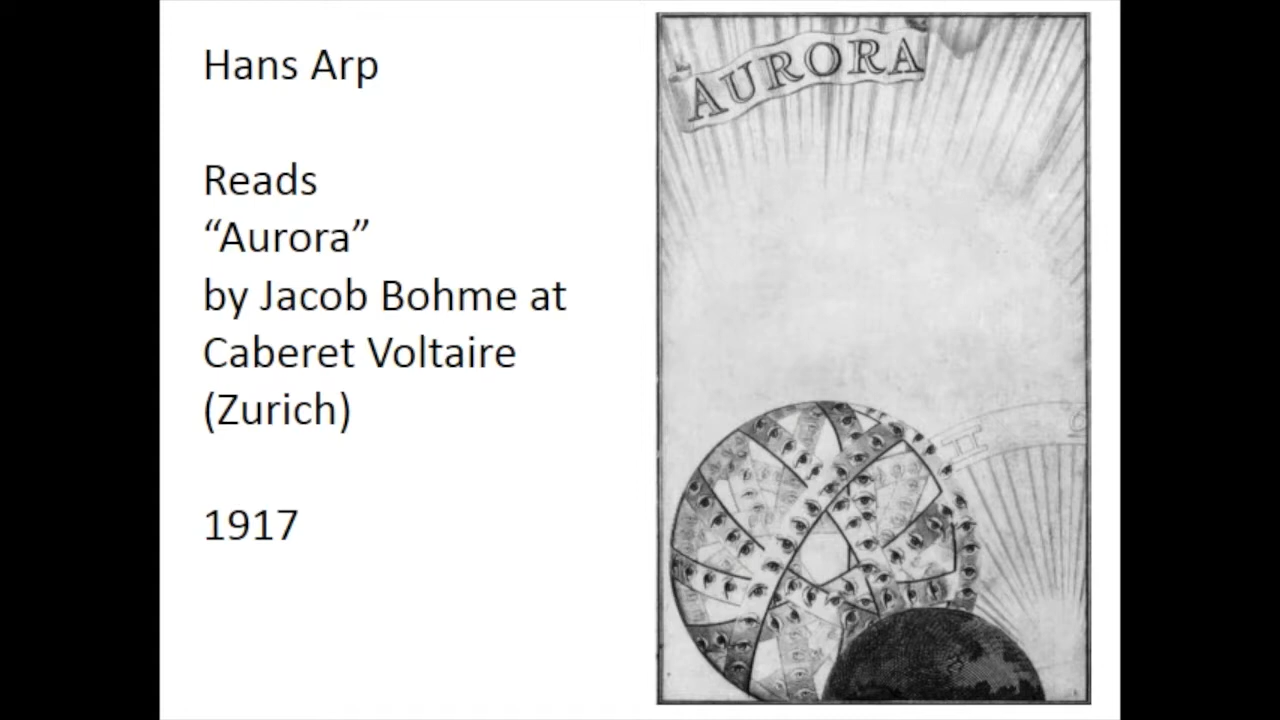 Hans Arp
Reads
“Aurora”
by Jacob Bohme at
Caberet Voltaire
(Zurich)
1917
AURORA